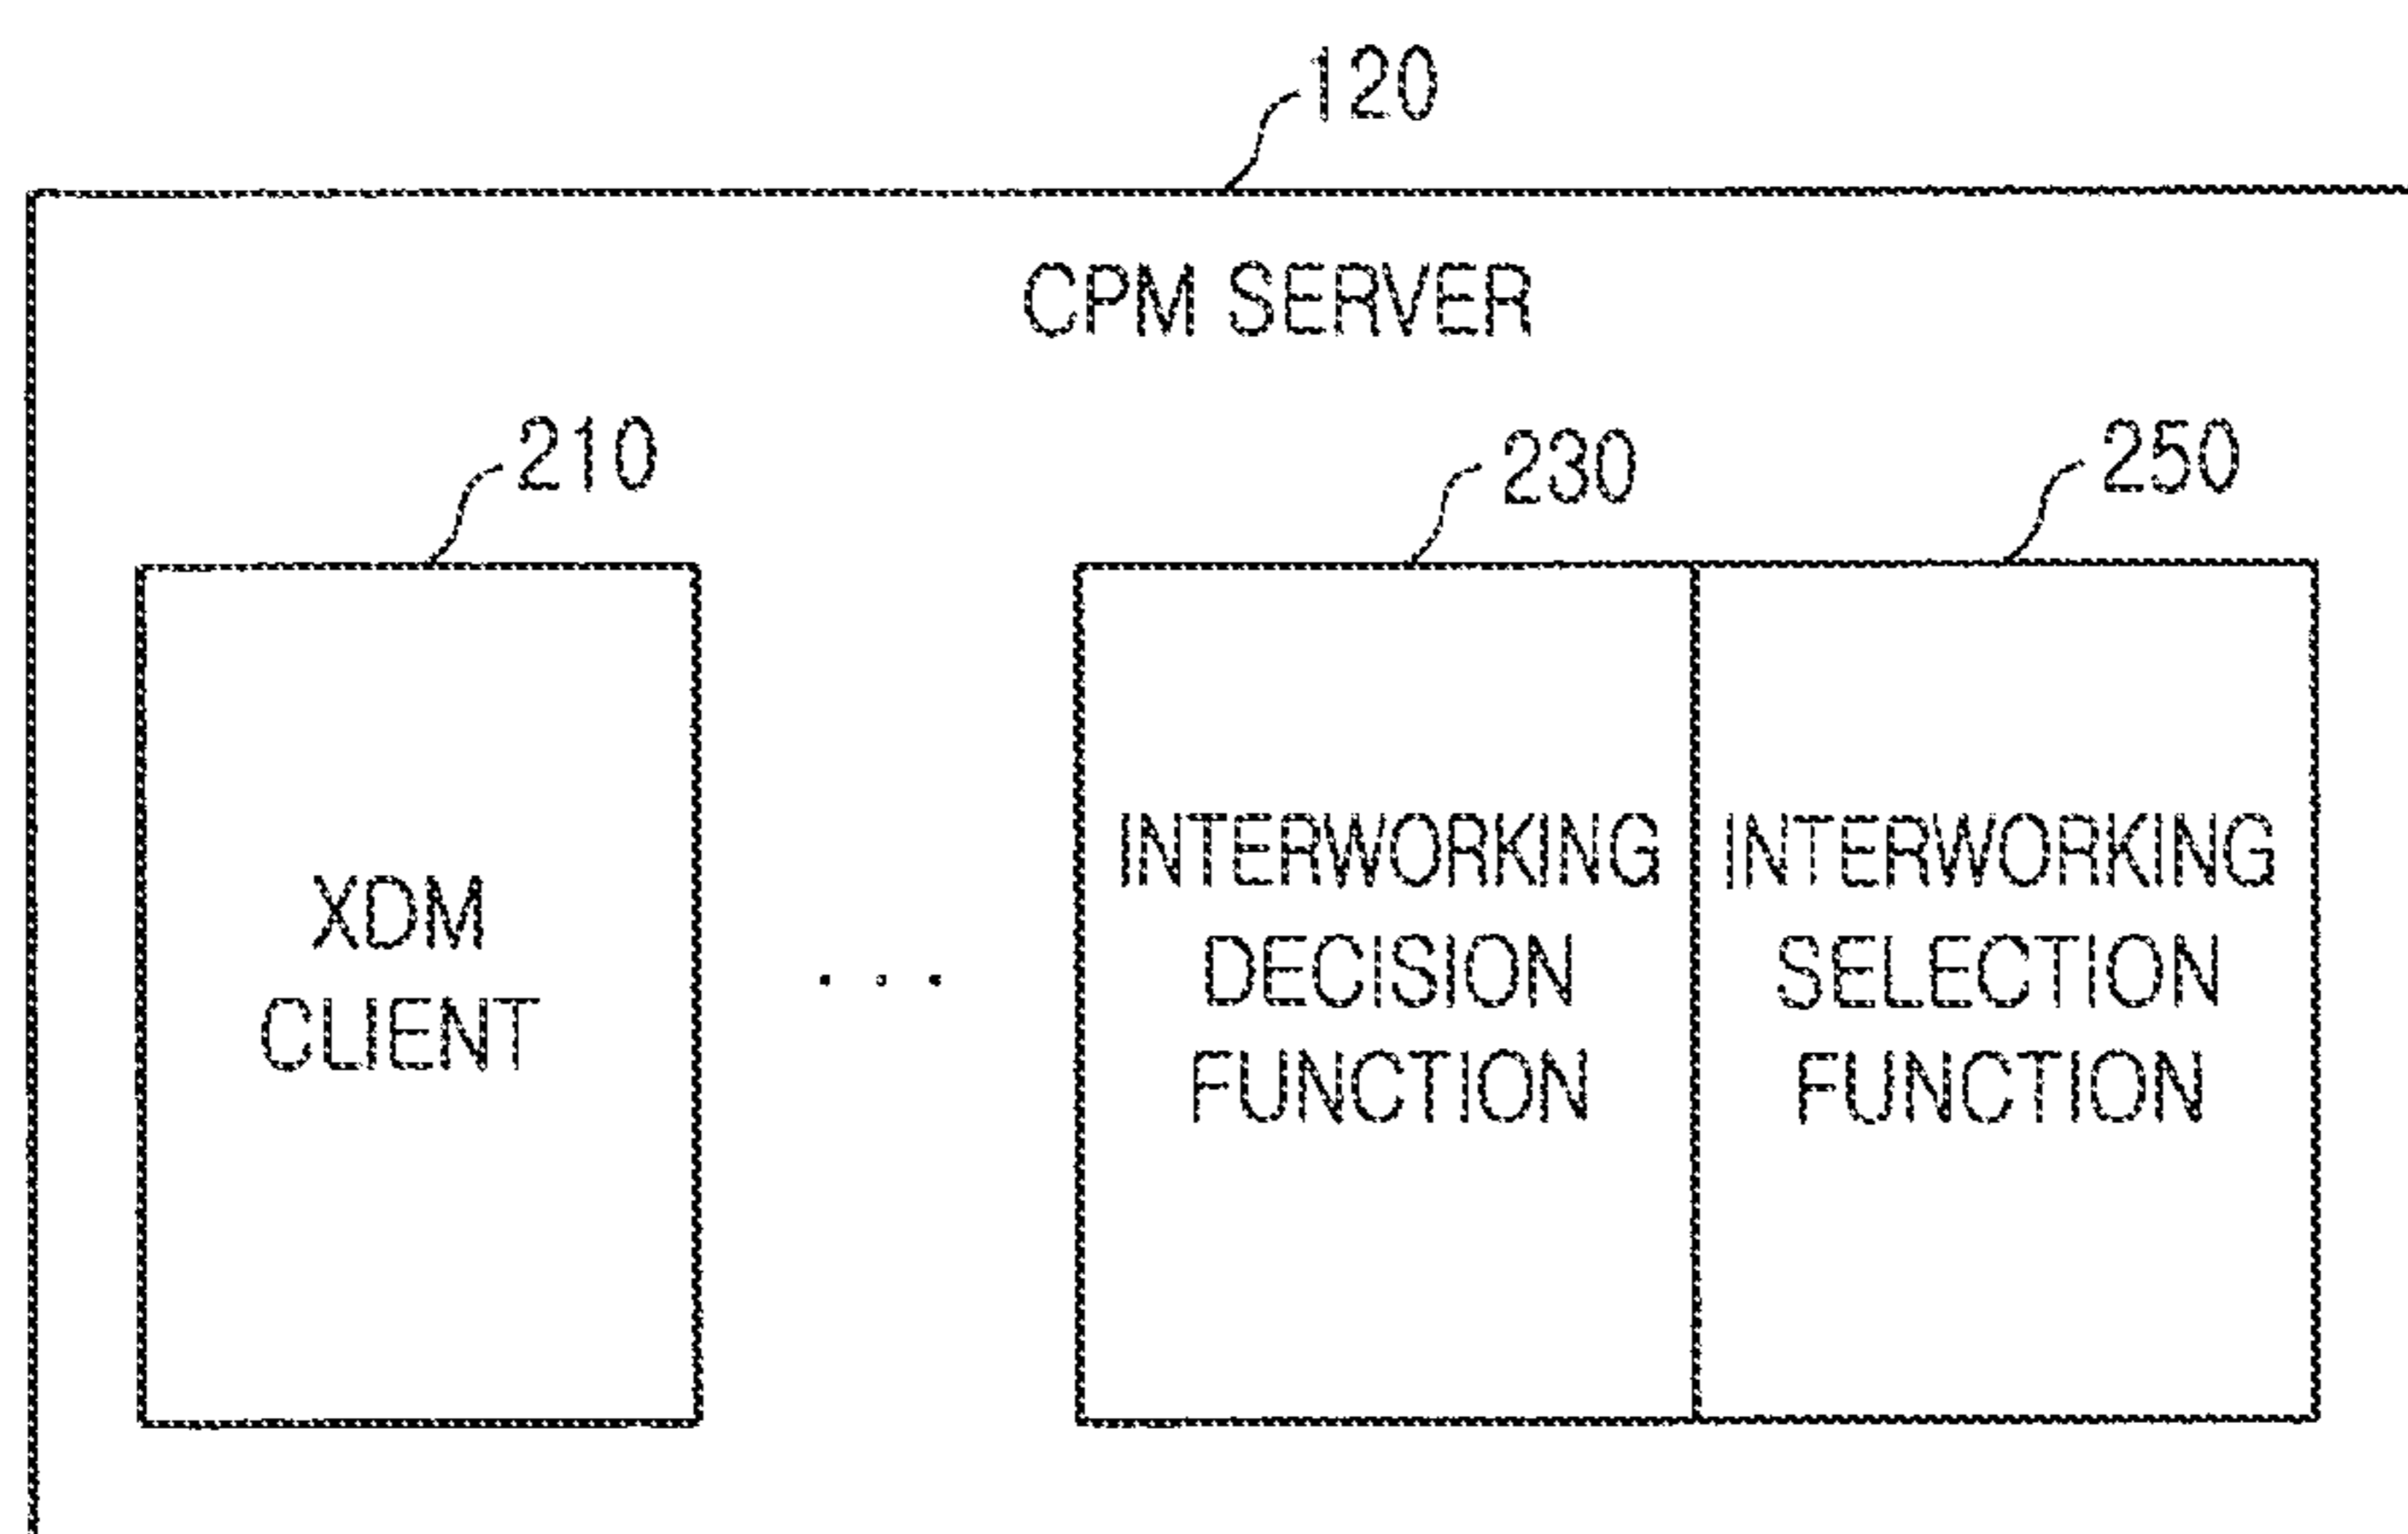 120
CPM SERVER
210
230
250
XDM
CLIENT
. . .
INTERWORKING
DECISION
FUNCTION
INTERWORKING
SELECTION
FUNCTION